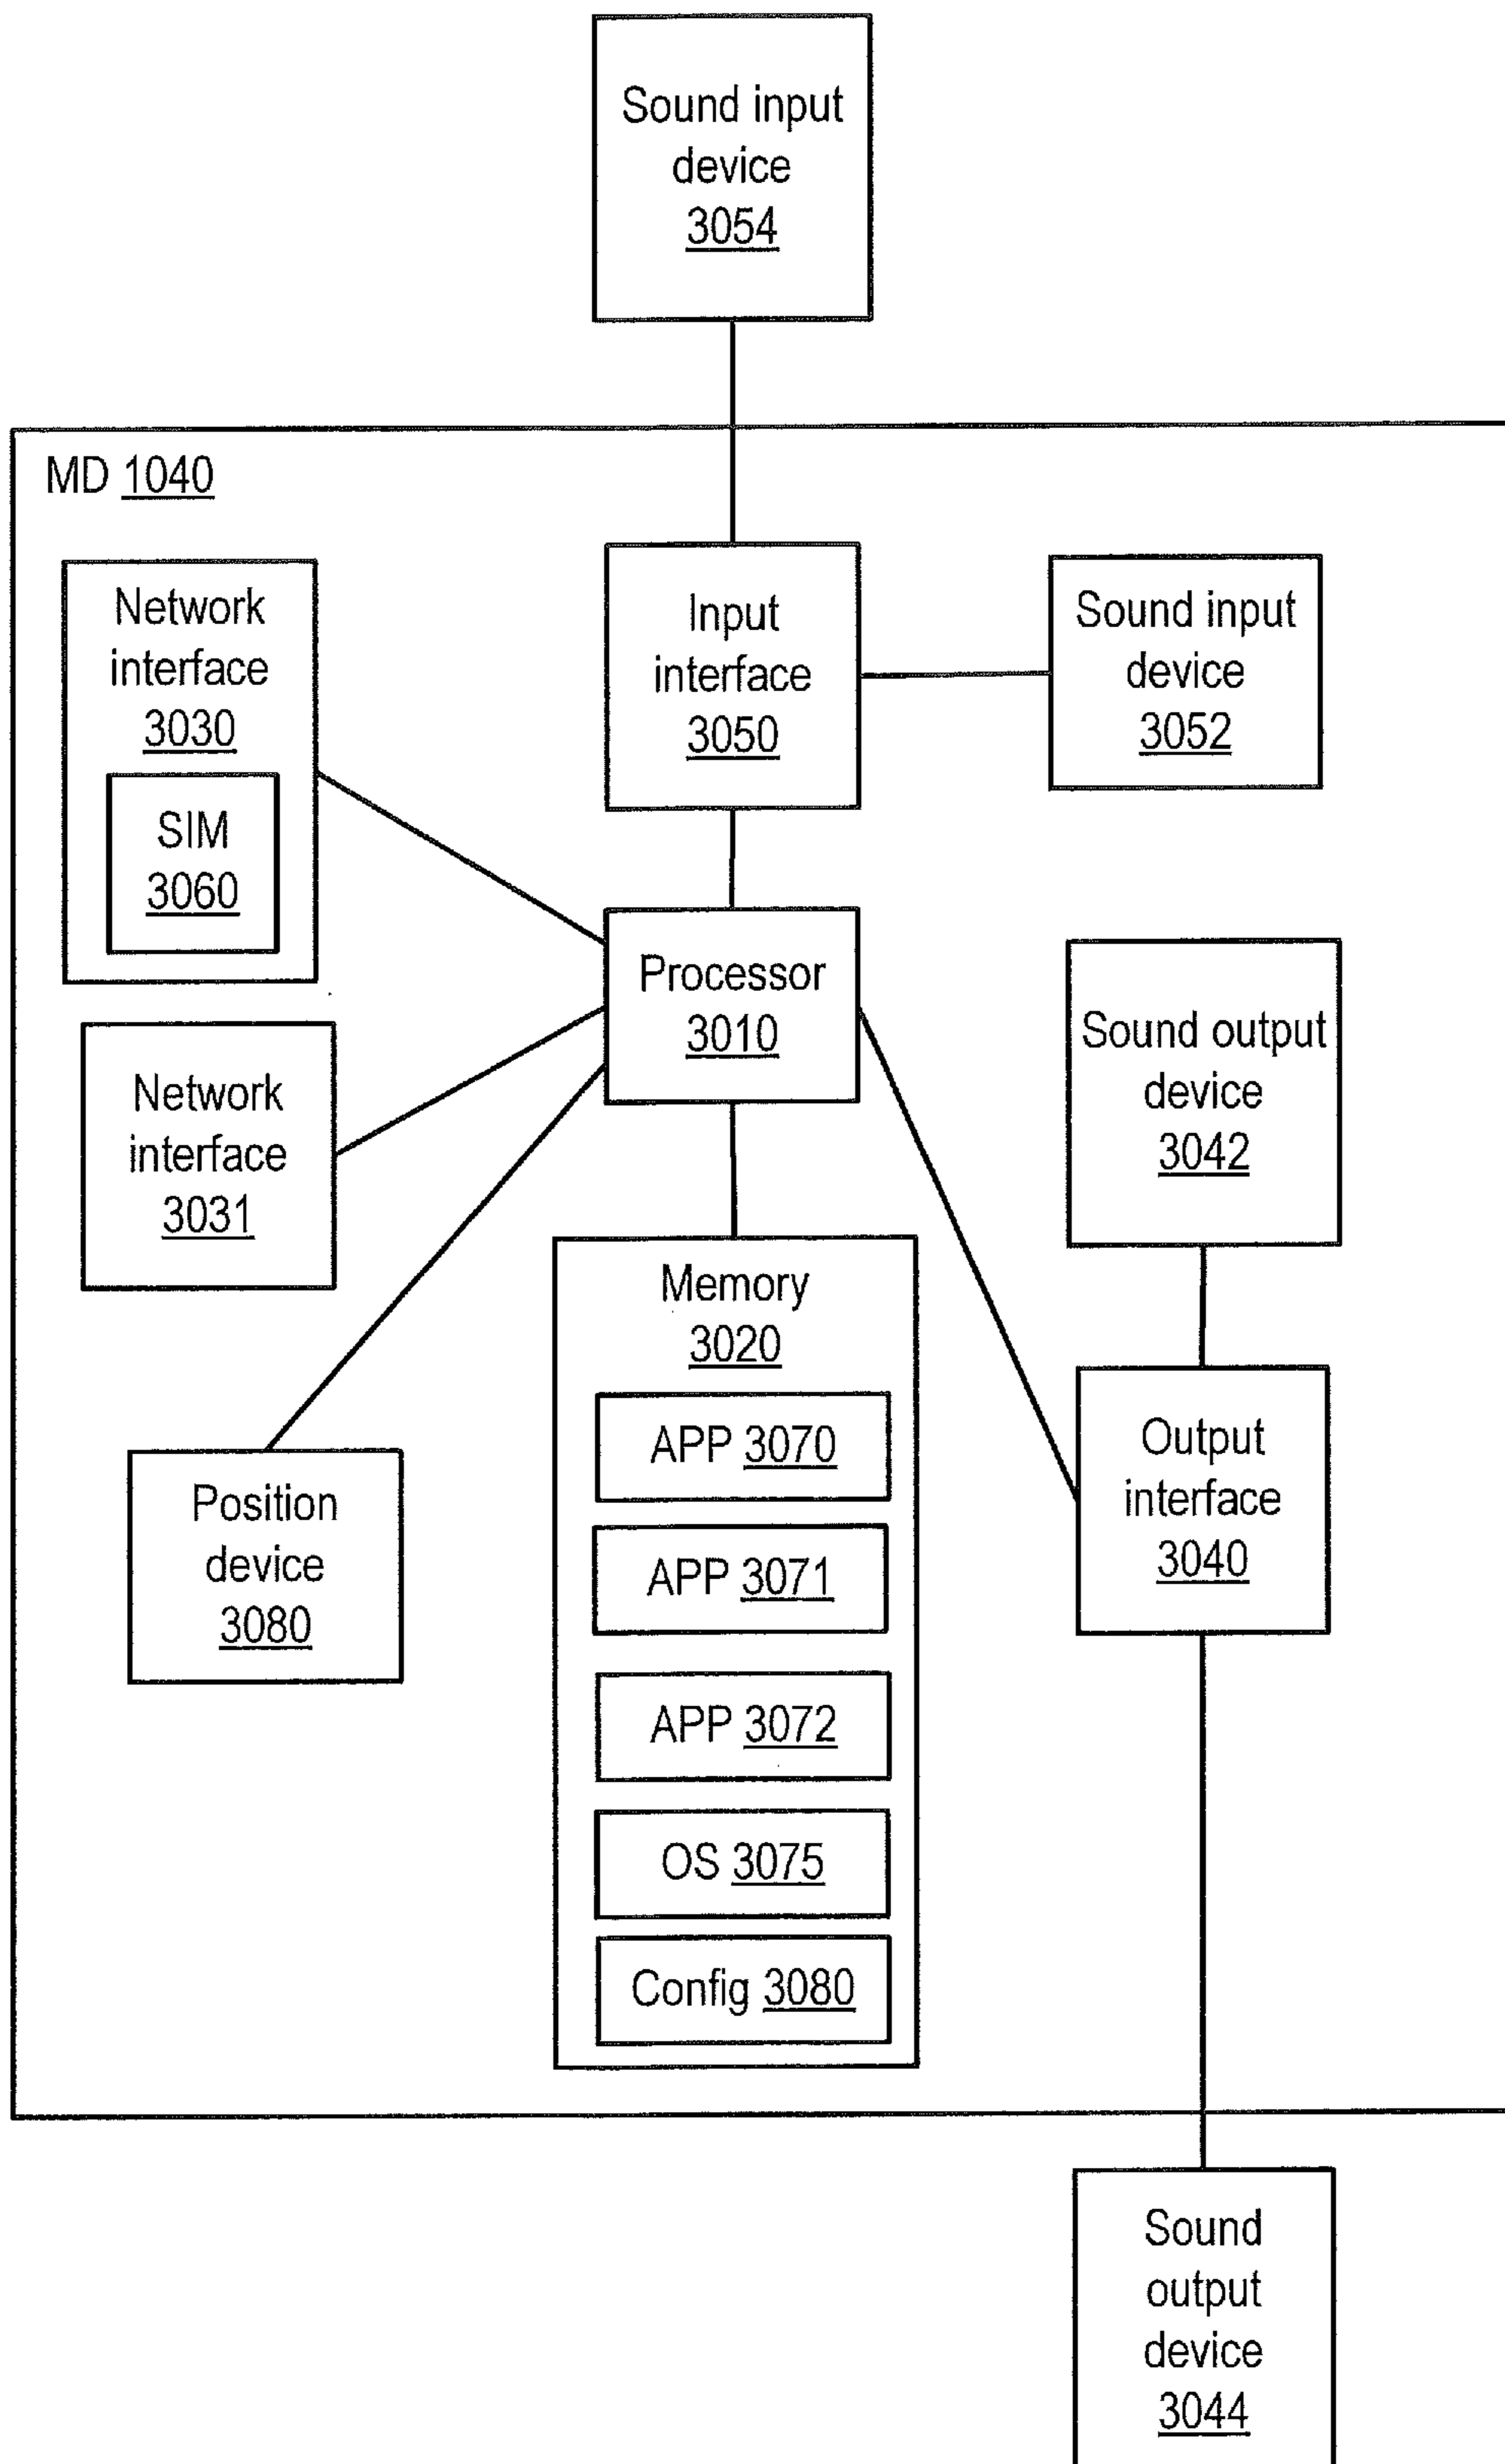 Sound input
device
3054
MD 1040
Network
interface
3030
SIM
3060
Input
interface
3050
Sound input
device
3052
Processor
3010
Network
interface
3031
Sound output
device
3042
Memory
3020
APP 3070
APP 3071
APP 3072
OS 3075
Config 3080
Position
device
3080
Output
interface
3040
Sound
output
device
3044